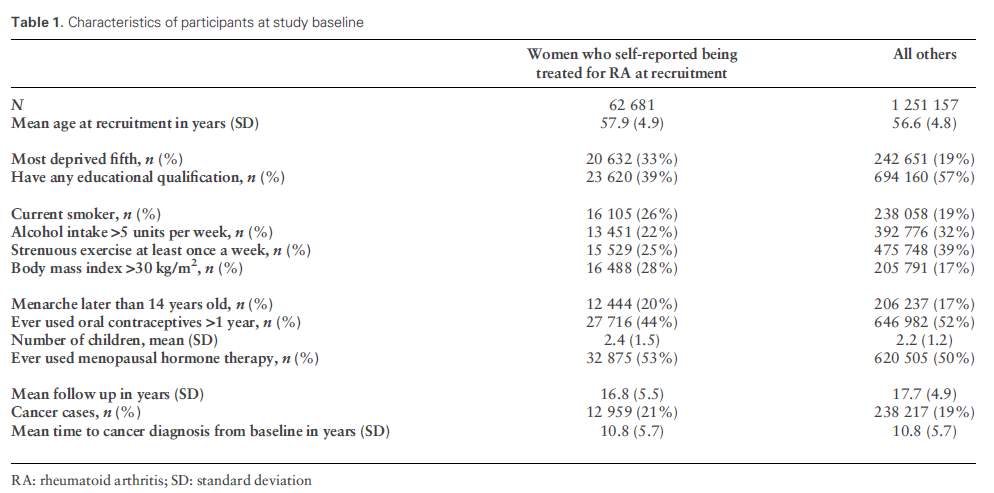 Table 1. Characteristics of participants at study baseline
Women who self-reported being
treated for RA at recruitment
All others
N 62 681 1 251 157
Mean age at recruitment in years (SD) 57.9 (4.9) 56.6 (4.8)
Most deprived fifth, n (%) 20 632 (33%) 242 651 (19%)
Have any educational qualification, n (%) 23 620 (39%) 694 160 (57%)
Current smoker, n (%) 16 105 (26%) 238 058 (19%)
Alcohol intake >5 units per week, n (%) 13 451 (22%) 392 776 (32%)
Strenuous exercise at least once a week, n (%) 15 529 (25%) 475 748 (39%)
Body mass index >30 kg/m², n (%) 16 488 (28%) 205 791 (17%)
Menarche later than 14 years old, n (%) 12 444 (20%) 206 237 (17%)
Ever used oral contraceptives >1 year, n (%) 27 716 (44%) 646 982 (52%)
Number of children, mean (SD) 2.4 (1.5) 2.2 (1.2)
Ever used menopausal hormone therapy, n (%) 32 875 (53%) 620 505 (50%)
Mean follow up in years (SD) 16.8 (5.5) 17.7 (4.9)
Cancer cases, n (%) 12 959 (21%) 238 217 (19%)
Mean time to cancer diagnosis from baseline in years (SD) 10.8 (5.7) 10.8 (5.7)
RA: rheumatoid arthritis; SD: standard deviation